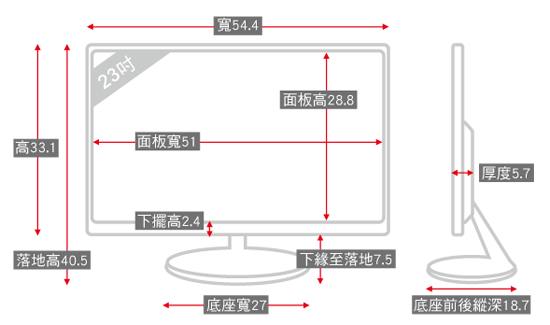 寬54.4
23吋
面板高28.8
面板寬51
高33.1
厚度5.7
下擺高2.4
落地高40.5
下緣至落地7.5
底座寬27
底座前後縱深18.7